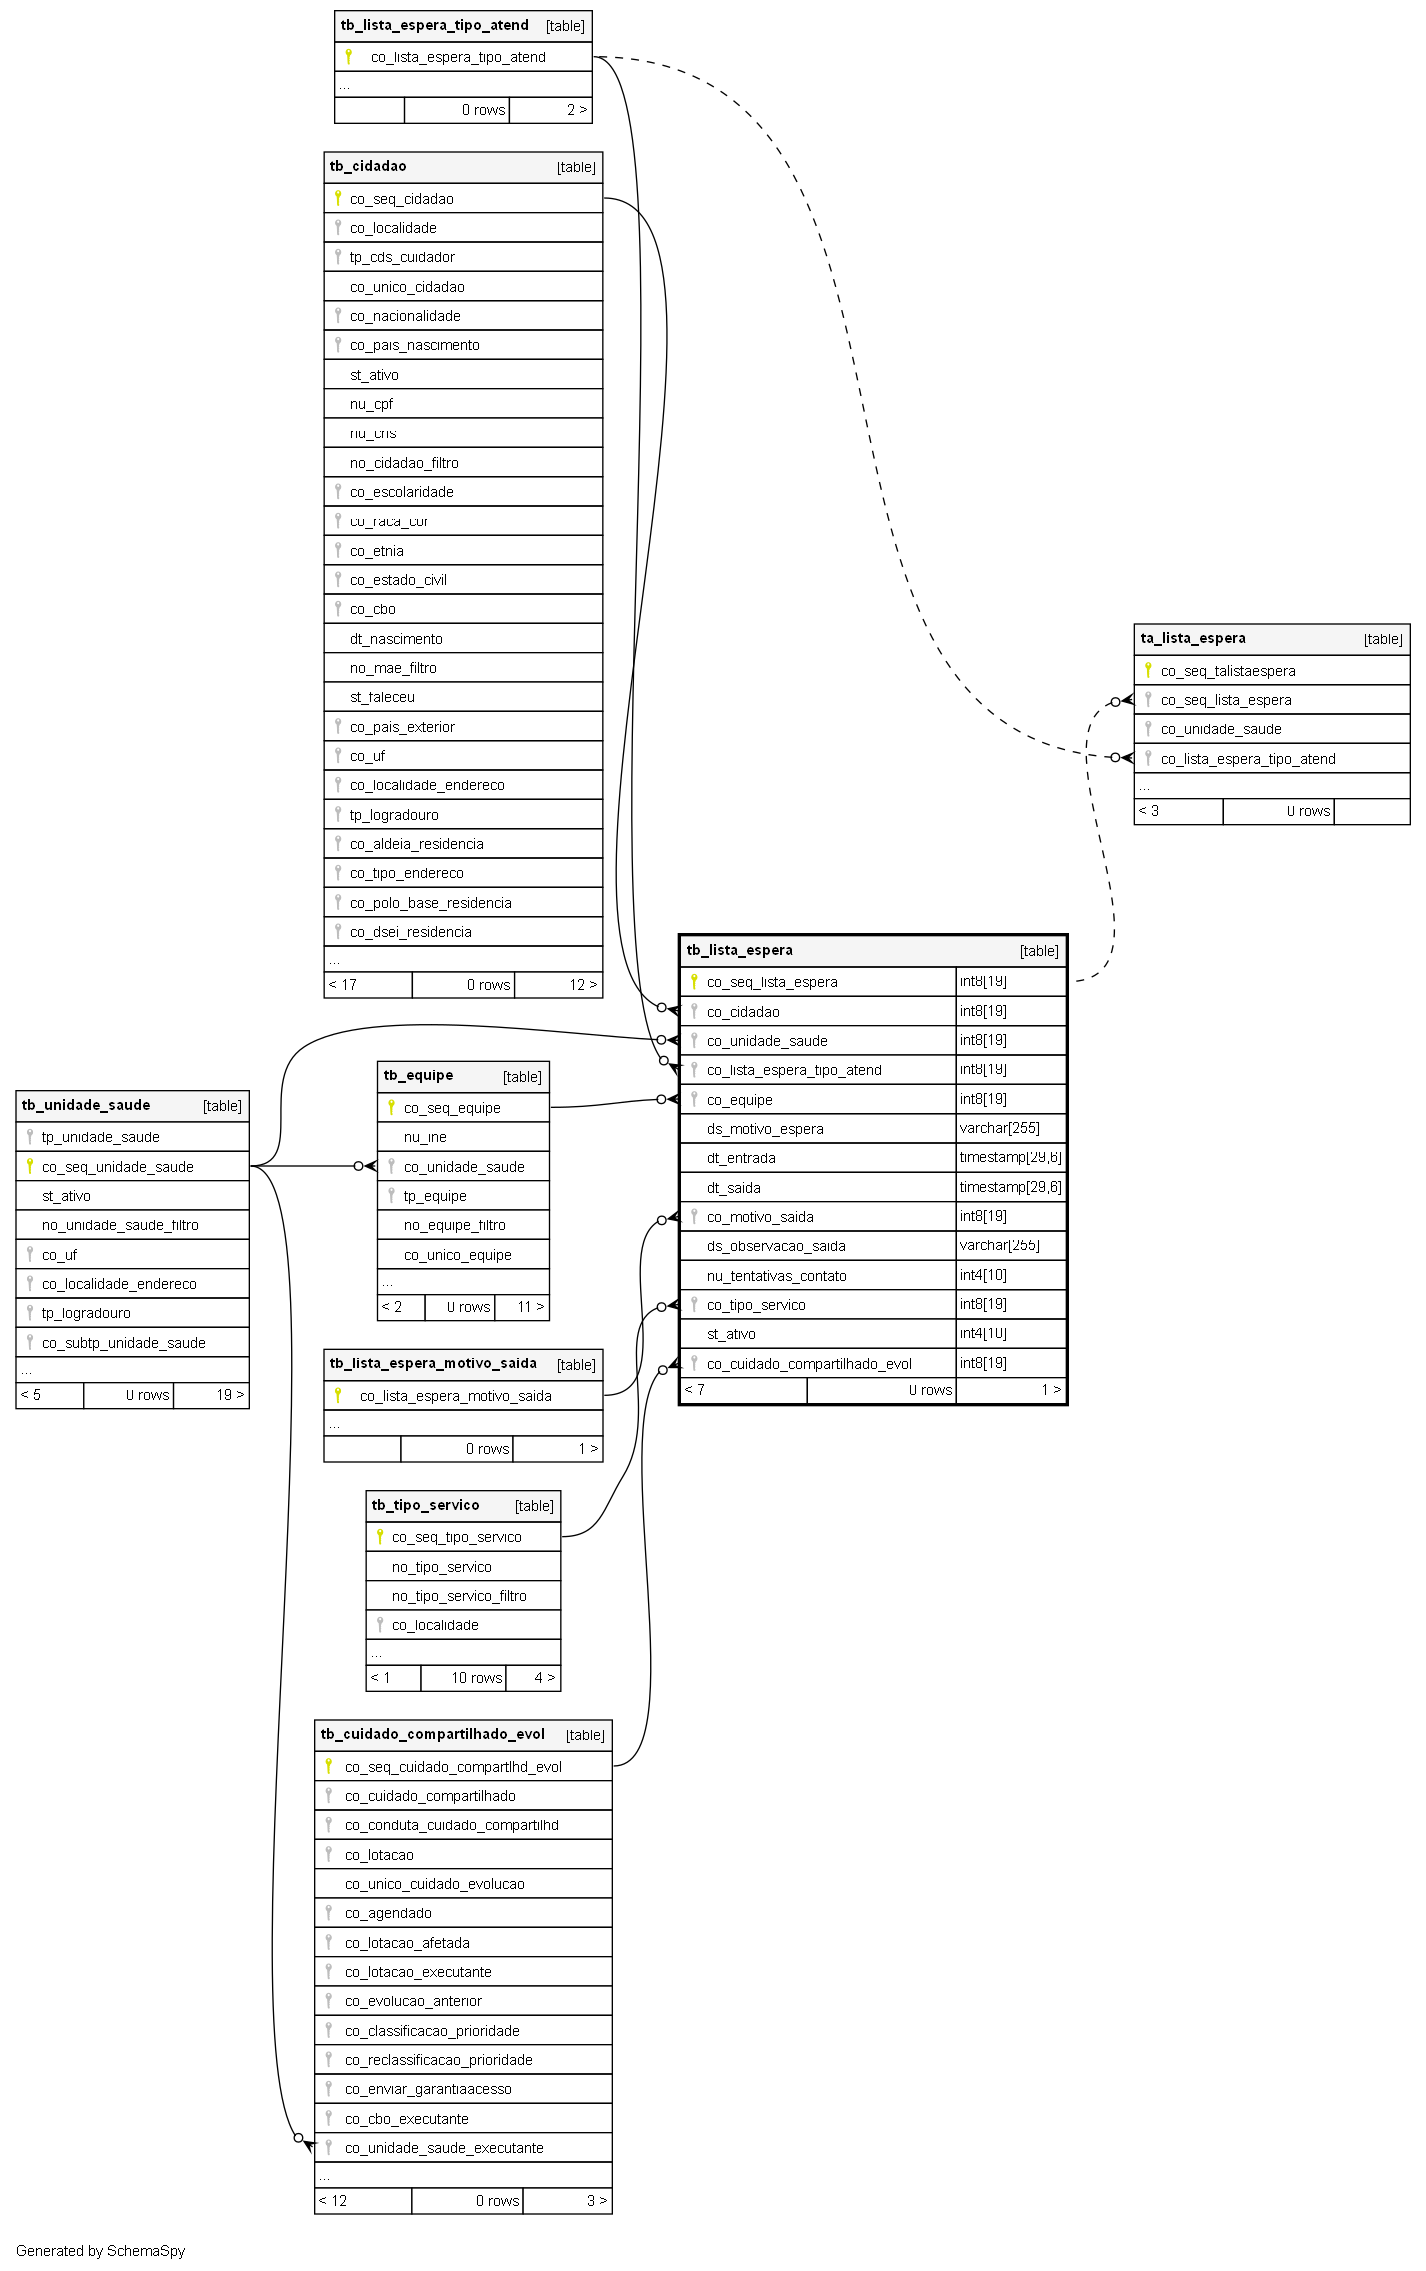 tb_lista_espera_tipo_atend [table]
co_lista_espera_tipo_atend
...
0 rows 2 >
tb_cidadao [table]
co_seq_cidadao
co_localidade
tp_cds_cuidador
co_unico_cidadao
co_nacionalidade
co_pais_nascimento
st_ativo
nu_cpf
nu_cns
no_cidadao_filtro
co_escolaridade
co_raca_cor
co_etnia
co_estado_civil
co_cbo
dt_nascimento
no_mae_filtro
st_faleceu
co_pais_exterior
co_uf
co_localidade_endereco
tp_logradouro
co_aldeia_residencia
co_tipo_endereco
co_polo_base_residencia
co_dsei_residencia
...
< 17 0 rows 12 >
ta_lista_espera [table]
co_seq_talistaespera
co_seq_lista_espera
co_unidade_saude
co_lista_espera_tipo_atend
...
< 3 0 rows
tb_lista_espera [table]
co_seq_lista_espera int8[19]
co_cidadao int8[19]
co_unidade_saude int8[19]
co_lista_espera_tipo_atend int8[19]
co_equipe int8[19]
ds_motivo_espera varchar[255]
dt_entrada timestamp[29,6]
dt_saida timestamp[29,6]
co_motivo_saida int8[19]
ds_observacao_saida varchar[255]
nu_tentativas_contato int4[10]
co_tipo_servico int8[19]
st_ativo int4[10]
co_cuidado_compartilhado_evol int8[19]
< 7 0 rows 1 >
tb_equipe [table]
co_seq_equipe
nu_ine
co_unidade_saude
tp_equipe
no_equipe_filtro
co_unico_equipe
...
< 2 0 rows 11 >
tb_unidade_saude [table]
tp_unidade_saude
co_seq_unidade_saude
st_ativo
no_unidade_saude_filtro
co_uf
co_localidade_endereco
tp_logradouro
co_subtp_unidade_saude
...
< 5 0 rows 19 >
tb_lista_espera_motivo_saida [table]
co_lista_espera_motivo_saida
...
0 rows 1 >
tb_tipo_servico [table]
co_seq_tipo_servico
no_tipo_servico
no_tipo_servico_filtro
co_localidade
...
< 1 10 rows 4 >
tb_cuidado_compartilhado_evol [table]
co_seq_cuidado_compartlhd_evol
co_cuidado_compartilhado
co_conduta_cuidado_compartilhd
co_lotacao
co_unico_cuidado_evolucao
co_agendado
co_lotacao_afetada
co_lotacao_executante
co_evolucao_anterior
co_classificacao_prioridade
co_reclassificacao_prioridade
co_enviar_garantiaacesso
co_cbo_executante
co_unidade_saude_executante
...
< 12 0 rows 3 >
Generated by SchemaSpy